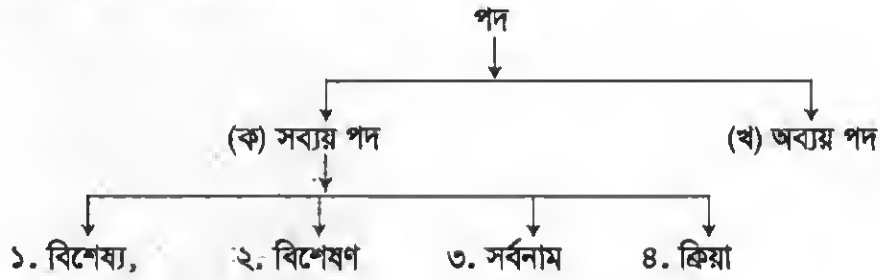 পদ
(ক) সব্যয় পদ (খ) অব্যয় পদ
১. বিশেষ্য, ২. বিশেষণ ৩. সর্বনাম ৪. ক্রিয়া